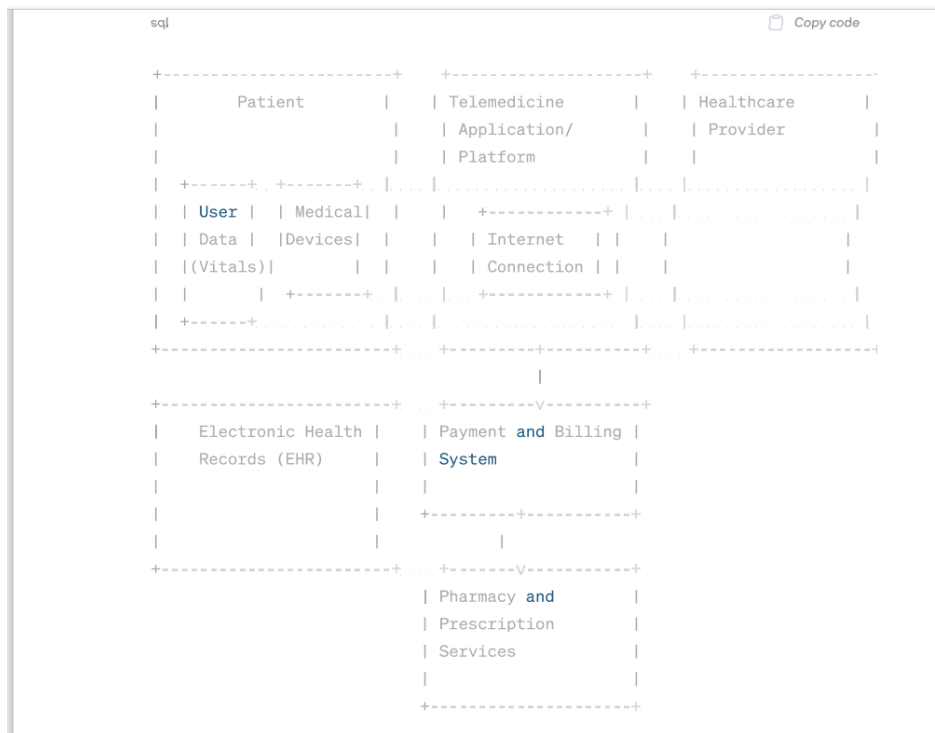 sql Copy code
Patient Telemedicine Healthcare
Application/ Provider
Platform
User Medical
Data Devices Internet
(Vitals) Connection
Electronic Health Payment and Billing
Records (EHR) System
Pharmacy and
Prescription
Services